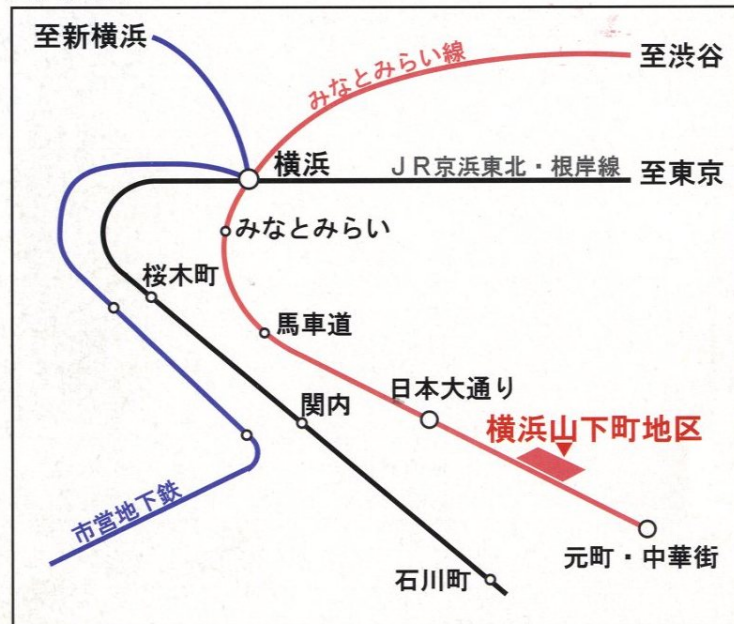 至新横浜
みなとみらい線
至渋谷
横浜
JR京浜東北・根岸線
至東京
みなとみらい
桜木町
馬車道
日本大通り
関内
横浜山下町地区
市営地下鉄
元町・中華街
石川町